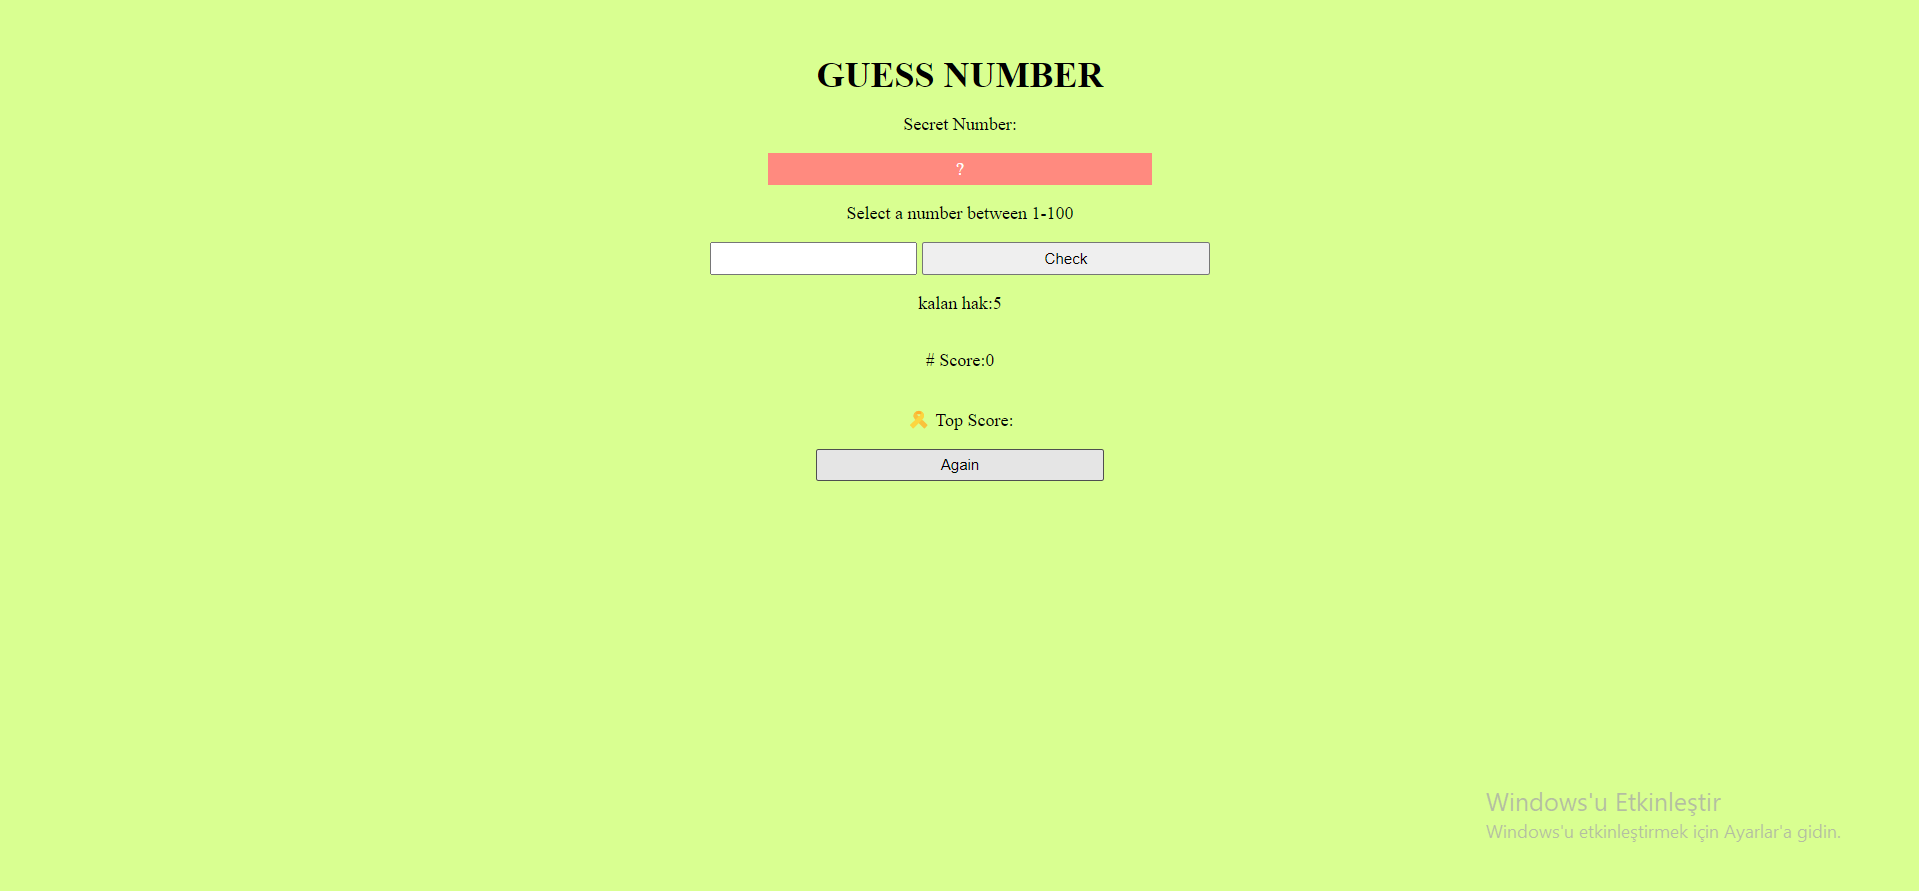 GUESS NUMBER
Secret Number:
?
Select a number between 1-100
Check
kalan hak:5
# Score:0
Top Score:
Again
Windows'u Etkinleştir
Windows'u etkinleştirmek için Ayarlar'a gidin.